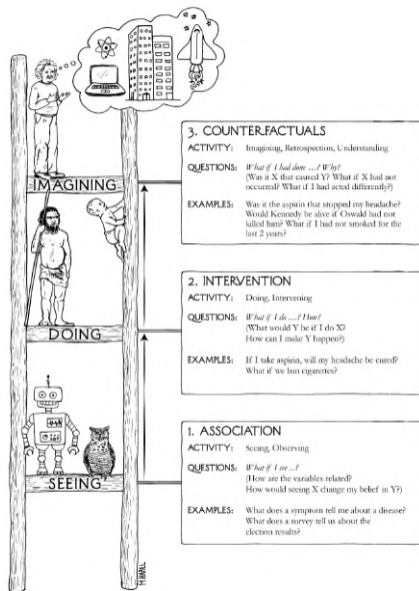 3. COUNTERFACTUALS
ACTIVITY: Imagining, Retrospection, Understanding
QUESTIONS: What if I had done ...? Why?
(Was it X that caused Y? What if X had not
occurred? What if I had acted differently?)
EXAMPLES: Was it the aspirin that stopped my headache?
Would Kennedy be alive if Oswald had not
killed him? What if I had not smoked for the
last 2 years?
IMAGINING
2. INTERVENTION
ACTIVITY: Doing, Intervening
QUESTIONS: What if I do ...? How?
(What would Y be if I do X?
How can I make Y happen?)
EXAMPLES: If I take aspirin, will my headache be cured?
What if we ban cigarettes?
DOING
1. ASSOCIATION
ACTIVITY: Seeing, Observing
QUESTIONS: What if I see ...?
(How are the variables related?
How would seeing X change my belief in Y?)
EXAMPLES: What does a symptom tell me about a disease?
What does a survey tell us about the
election results?
SEEING